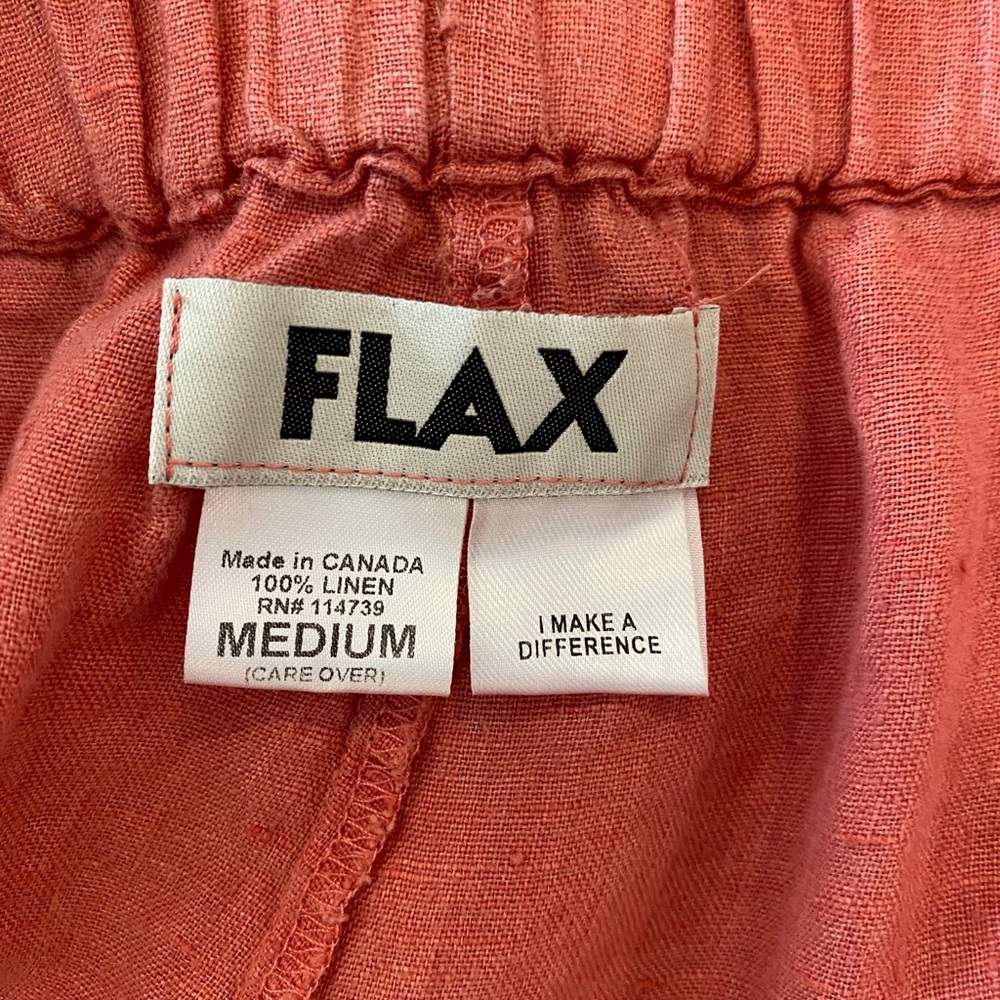 FLAX
Made in CANADA
100% LINEN
RN# 114739
MEDIUM
(CARE OVER)
I MAKE A
DIFFERENCE